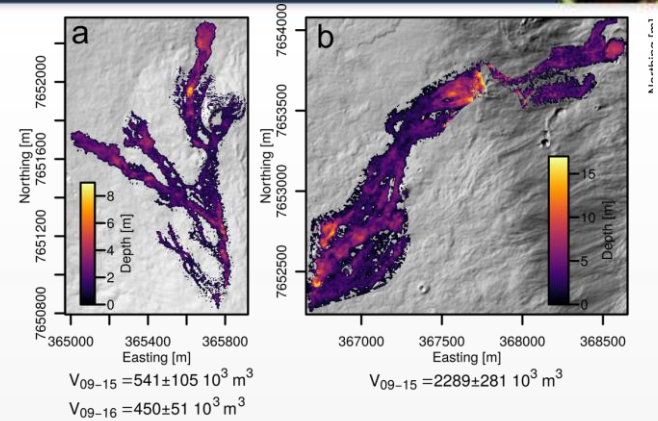 a
Northing [m]
7652000
7651600
7651200
7650800
8
6
4
2
0
Depth [m]
365000
365400
365800
Easting [m]
V09−15 =541±105 10³ m³
V09−16 =450±51 10³ m³
b
Northing [m]
7654000
7653500
7653000
7652500
15
10
5
0
Depth [m]
367000
367500
368000
368500
Easting [m]
V09−15 =2289±281 10³ m³
Northing [m]